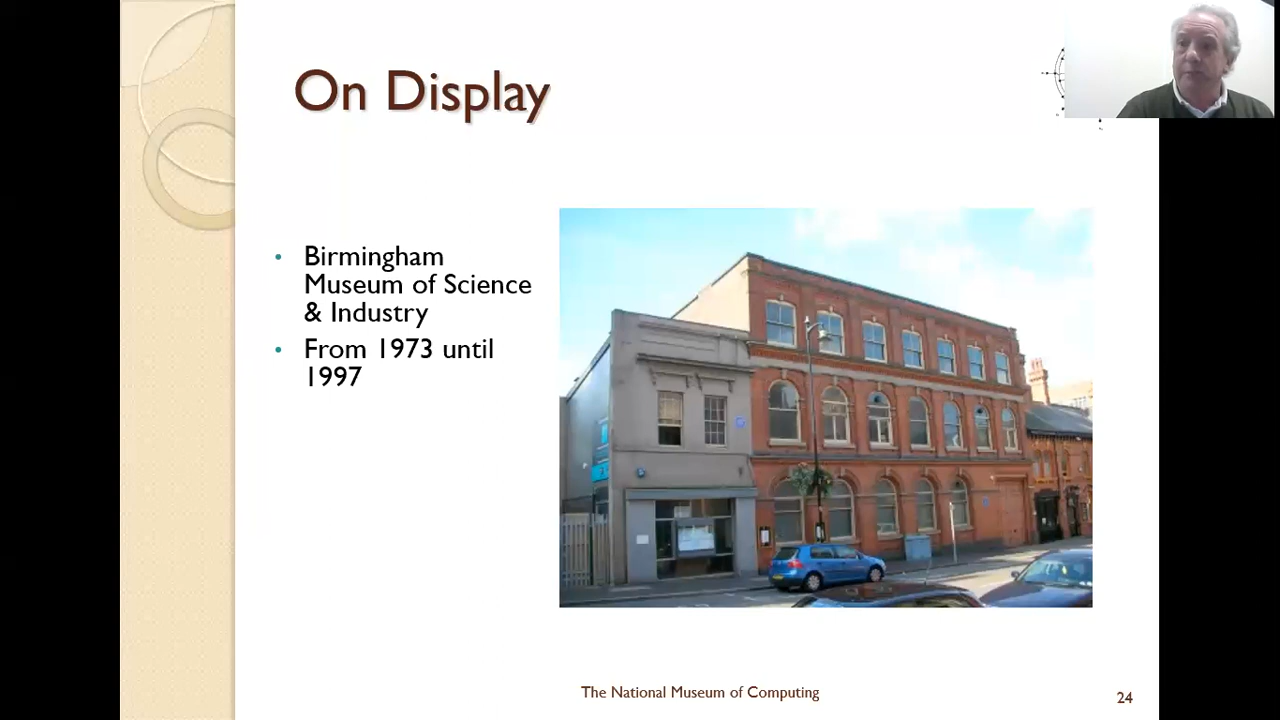 On Display
• Birmingham
Museum of Science
& Industry
• From 1973 until
1997
The National Museum of Computing
24